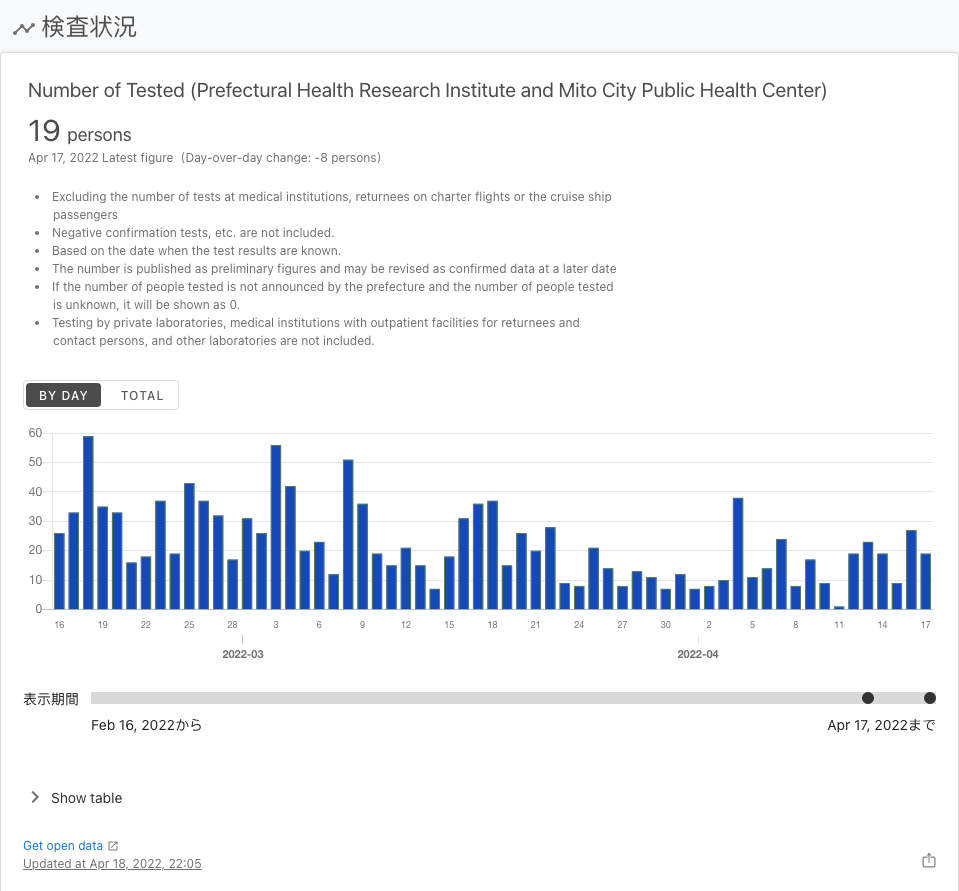 検査状況
Number of Tested (Prefectural Health Research Institute and Mito City Public Health Center)
19 persons
Apr 17, 2022 Latest figure (Day-over-day change: -8 persons)
• Excluding the number of tests at medical institutions, returnees on charter flights or the cruise ship
passengers
• Negative confirmation tests, etc. are not included.
• Based on the date when the test results are known.
• The number is published as preliminary figures and may be revised as confirmed data at a later date
• If the number of people tested is not announced by the prefecture and the number of people tested
is unknown, it will be shown as 0.
• Testing by private laboratories, medical institutions with outpatient facilities for returnees and
contact persons, and other laboratories are not included.
BY DAY TOTAL
60
50
40
30
20
10
0
16 19 22 25 28 3 6 9 12 15 18 21 24 27 30 2 5 8 11 14 17
2022-03 2022-04
表示期間
Feb 16, 2022から Apr 17, 2022まで
Show table
Get open data
Updated at Apr 18, 2022, 22:05